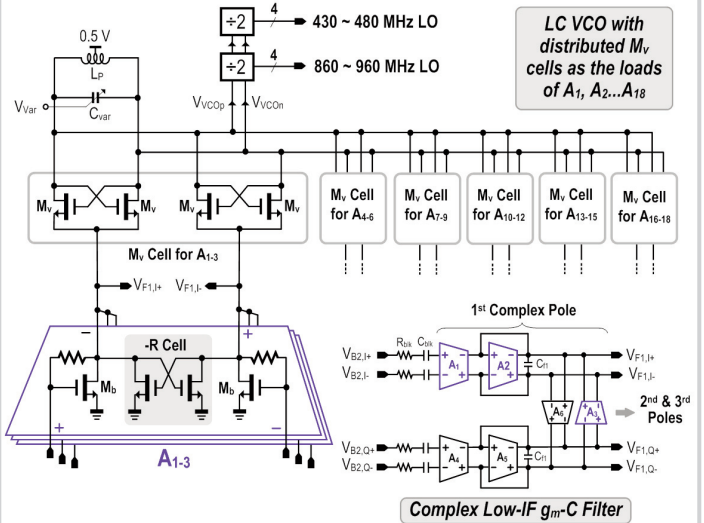 ÷2
4
430 ~ 480 MHz LO
÷2
4
860 ~ 960 MHz LO
LC VCO with
distributed Mv
cells as the loads
of A1, A2...A18
0.5 V
LP
VVar
Cvar
VVCOp
VVCOn
Mv
Mv
Mv
Mv
Mv Cell for A1-3
Mv Cell
for A4-6
Mv Cell
for A7-9
Mv Cell
for A10-12
Mv Cell
for A13-15
Mv Cell
for A16-18
VF1,I+
VF1,I-
−
+
-R Cell
Mb
Mb
+
−
A1-3
1st Complex Pole
Rblk
Cblk
VB2,I+
VB2,I-
+ −
A1
− +
+ −
A2
− +
Cf1
VF1,I+
VF1,I-
A6
A3
2nd & 3rd
Poles
VB2,Q+
VB2,Q-
+ −
A4
− +
+ −
A5
− +
Cf1
VF1,Q+
VF1,Q-
Complex Low-IF gm-C Filter